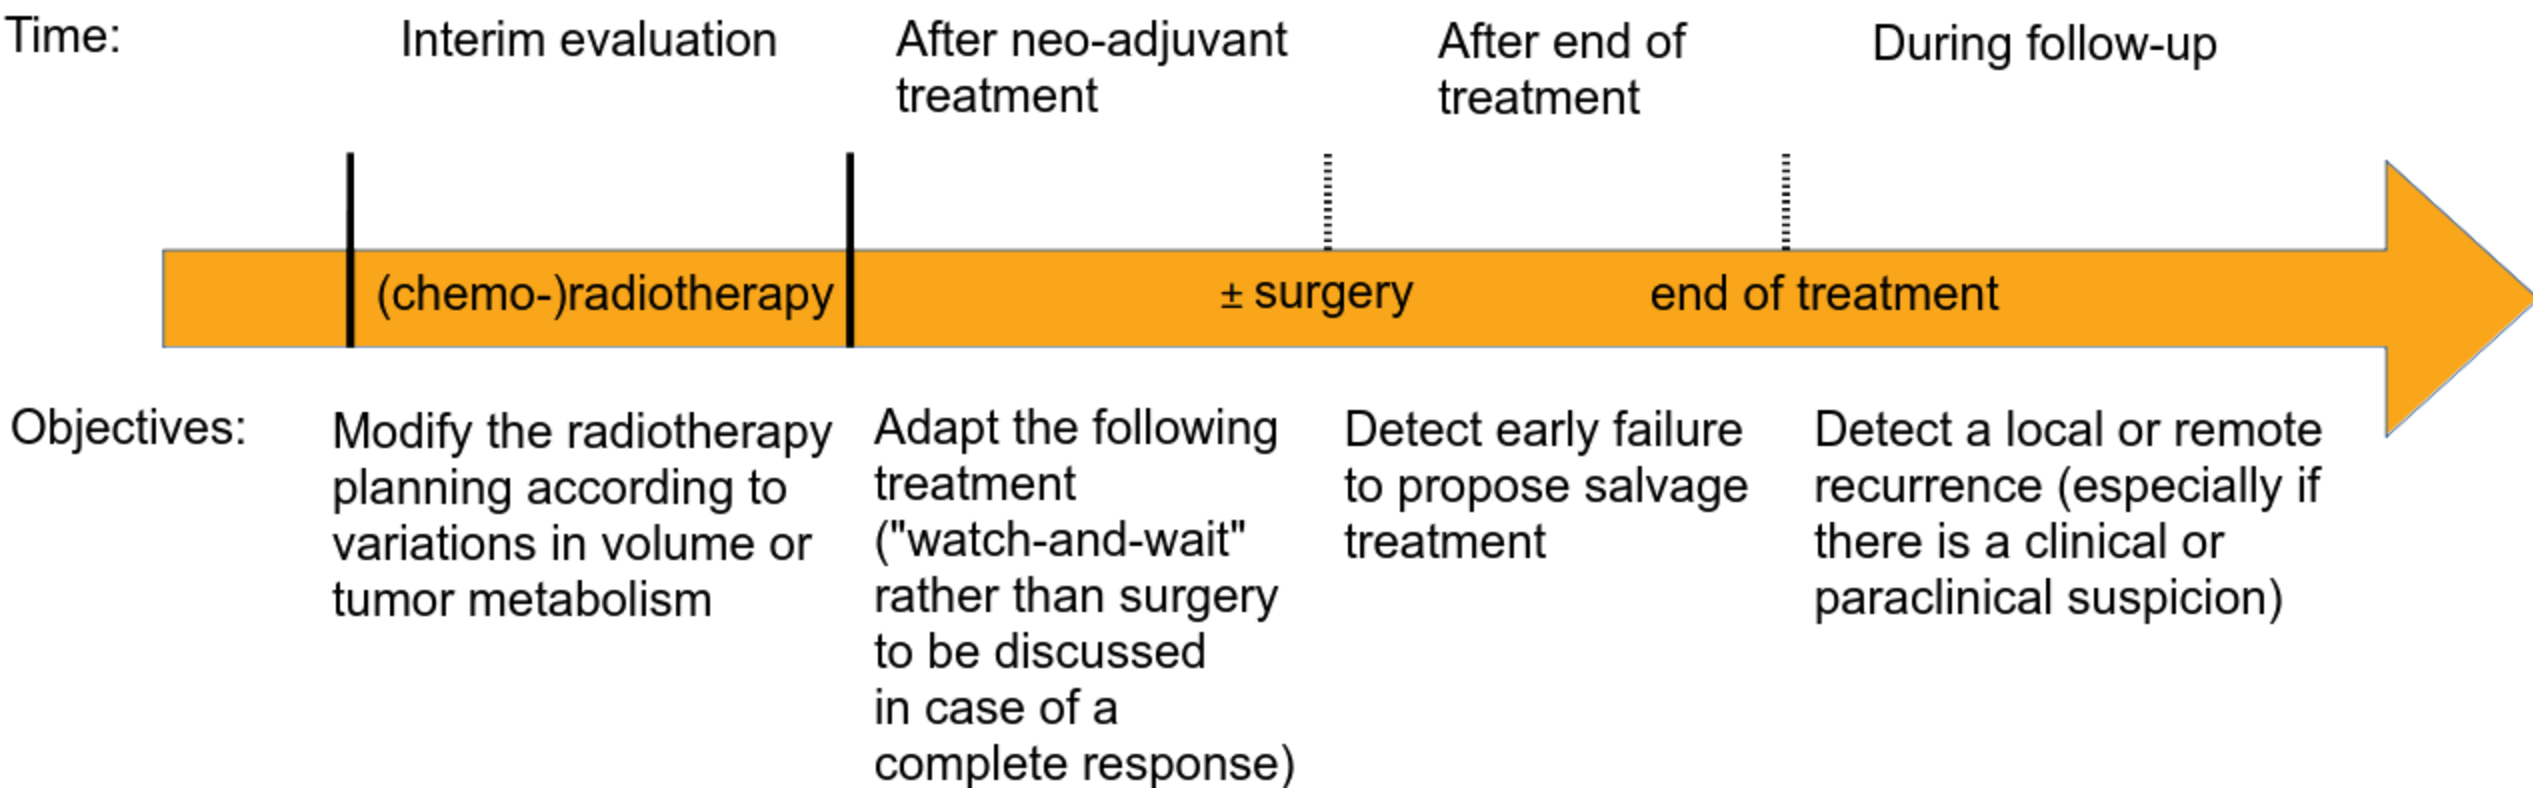 Time:
Interim evaluation
After neo-adjuvant
treatment
After end of
treatment
During follow-up
(chemo-)radiotherapy
± surgery
end of treatment
Objectives:
Modify the radiotherapy
planning according to
variations in volume or
tumor metabolism
Adapt the following
treatment
("watch-and-wait"
rather than surgery
to be discussed
in case of a
complete response)
Detect early failure
to propose salvage
treatment
Detect a local or remote
recurrence (especially if
there is a clinical or
paraclinical suspicion)